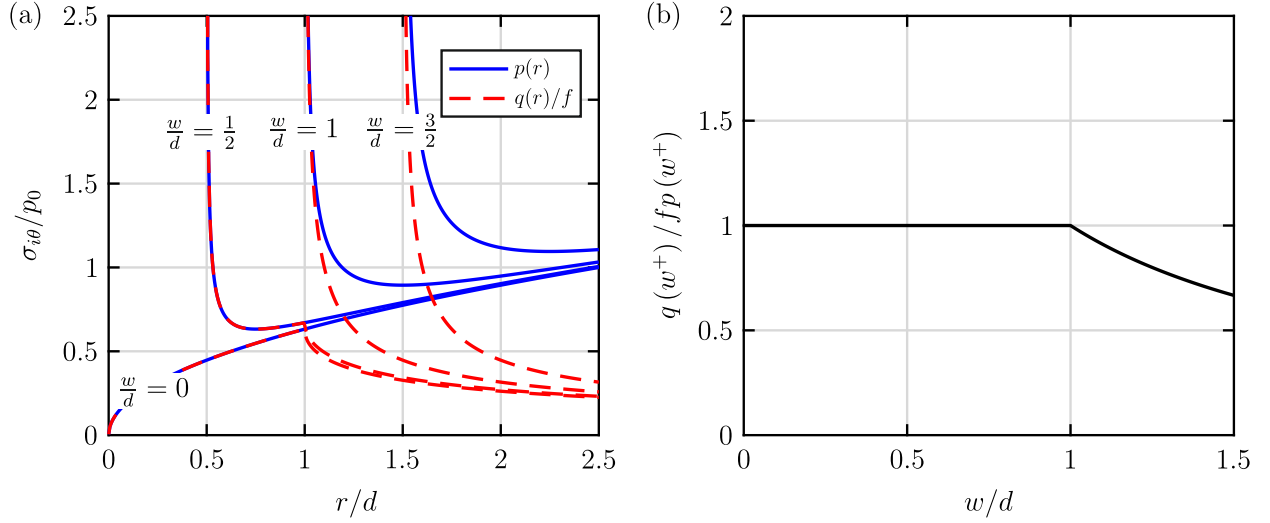 (a)
2.5
2
1.5
1
0.5
0
σ_{iθ}/p_0
p(r)
q(r)/f
w/d = 1/2
w/d = 1
w/d = 3/2
w/d = 0
0 0.5 1 1.5 2 2.5
r/d
(b)
2
1.5
1
0.5
0
q(w^+)/fp(w^+)
0 0.5 1 1.5
w/d